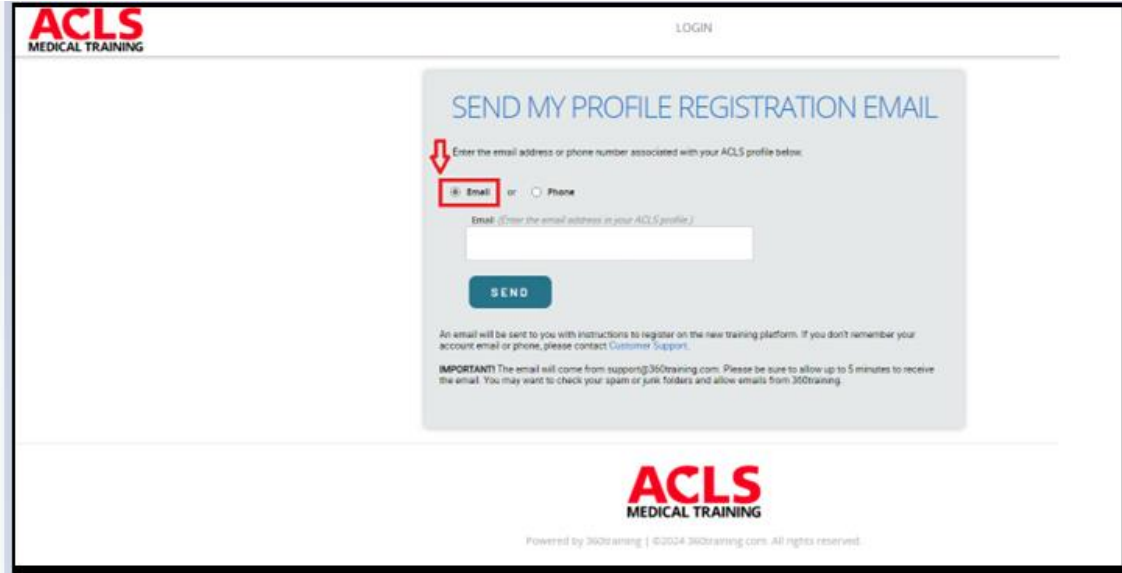 ACLS
MEDICAL TRAINING
LOGIN
SEND MY PROFILE REGISTRATION EMAIL
Enter the email address or phone number associated with your ACLS profile below.
Email or Phone
Email (Enter the email address in your ACLS profile.)
SEND
An email will be sent to you with instructions to register on the new training platform. If you don't remember your
account email or phone, please contact Customer Support.
IMPORTANT! The email will come from support@360training.com. Please be sure to allow up to 5 minutes to receive
the email. You may want to check your spam or junk folders and allow emails from 360training.
ACLS
MEDICAL TRAINING
Powered by 360training | ©2024 360training.com. All rights reserved.